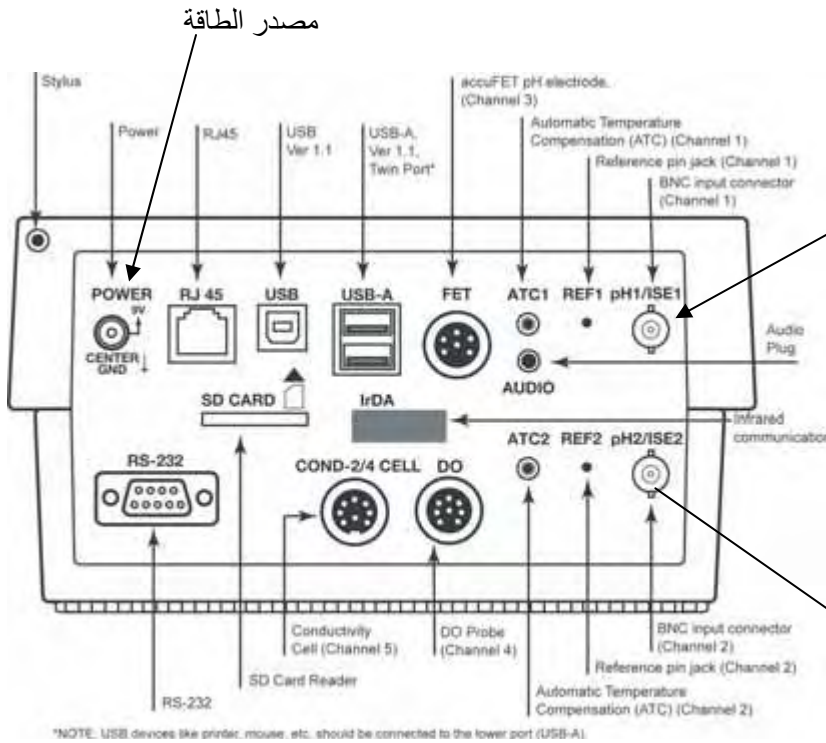 مصدر الطاقة
Stylus
Power
RJ45
USB
Ver 1.1
USB-A,
Ver 1.1,
Twin Port*
accuFET pH electrode,
(Channel 3)
Automatic Temperature
Compensation (ATC) (Channel 1)
Reference pin jack (Channel 1)
BNC input connector
(Channel 1)
POWER
9V
CENTER
GND
RJ 45
USB
USB-A
FET
ATC1
REF1
pH1/ISE1
Audio
Plug
AUDIO
SD CARD
IrDA
Infrared
communication
ATC2
REF2
pH2/ISE2
RS-232
COND-2/4 CELL
DO
Conductivity
Cell (Channel 5)
DO Probe
(Channel 4)
BNC input connector
(Channel 2)
Reference pin jack (Channel 2)
SD Card Reader
Automatic Temperature
Compensation (ATC) (Channel 2)
RS-232
*NOTE: USB devices like printer, mouse, etc. should be connected to the lower port (USB-A).